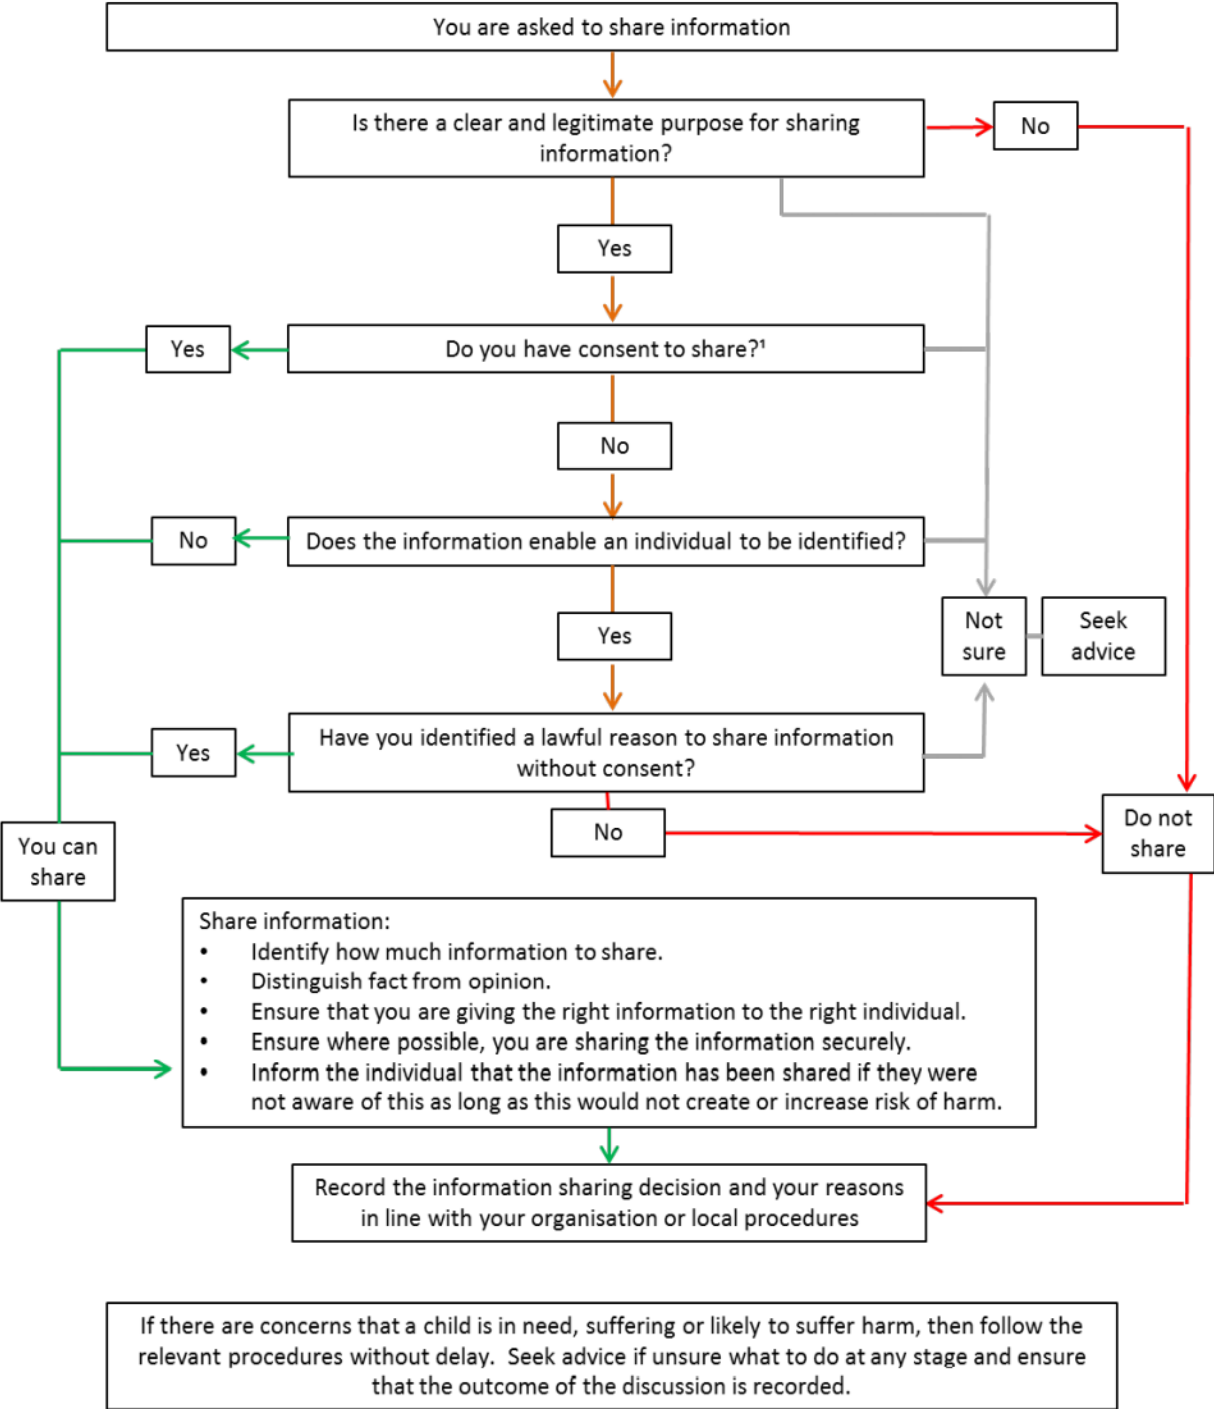 You are asked to share information
Is there a clear and legitimate purpose for sharing
information?
No
Yes
Yes
Do you have consent to share?¹
No
No
Does the information enable an individual to be identified?
Yes
Not
sure
Seek
advice
Yes
Have you identified a lawful reason to share information
without consent?
No
Do not
share
You can
share
Share information:
• Identify how much information to share.
• Distinguish fact from opinion.
• Ensure that you are giving the right information to the right individual.
• Ensure where possible, you are sharing the information securely.
• Inform the individual that the information has been shared if they were
not aware of this as long as this would not create or increase risk of harm.
Record the information sharing decision and your reasons
in line with your organisation or local procedures
If there are concerns that a child is in need, suffering or likely to suffer harm, then follow the
relevant procedures without delay.  Seek advice if unsure what to do at any stage and ensure
that the outcome of the discussion is recorded.